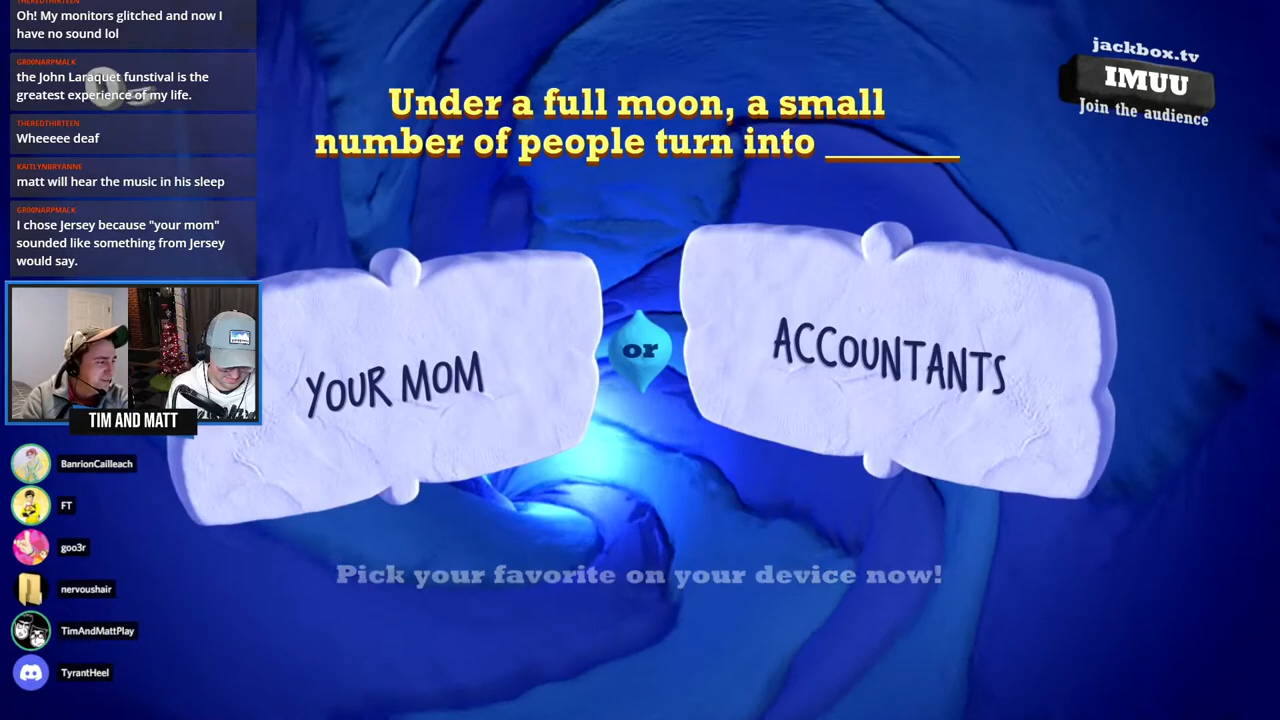 THEREDTHIRTEEN
Oh! My monitors glitched and now I
have no sound lol
GR00NARPMALK
the John Laraquet funstival is the
greatest experience of my life.
THEREDTHIRTEEN
Wheeeee deaf
KAITLYNBRYANNE
matt will hear the music in his sleep
GR00NARPMALK
I chose Jersey because "your mom"
sounded like something from Jersey
would say.
TIM AND MATT
BanrionCailleach
FT
goo3r
nervoushair
TimAndMattPlay
TyrantHeel
Under a full moon, a small
number of people turn into ________
YOUR MOM
or
ACCOUNTANTS
Pick your favorite on your device now!
jackbox.tv
IMUU
Join the audience